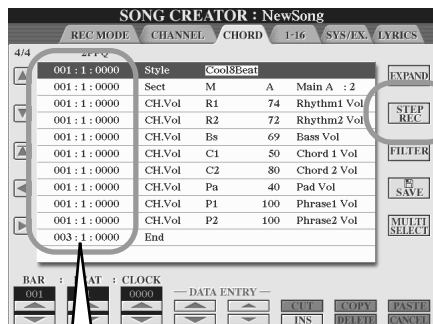 SONG CREATOR : NewSong
REC MODE CHANNEL CHORD 1-16 SYS/EX. LYRICS
4/4 2PPQ
001 : 1 : 0000 Style Cool8Beat
001 : 1 : 0000 Sect M A Main A : 2
001 : 1 : 0000 CH.Vol R1 74 Rhythm1 Vol
001 : 1 : 0000 CH.Vol R2 72 Rhythm2 Vol
001 : 1 : 0000 CH.Vol Bs 69 Bass Vol
001 : 1 : 0000 CH.Vol C1 50 Chord 1 Vol
001 : 1 : 0000 CH.Vol C2 80 Chord 2 Vol
001 : 1 : 0000 CH.Vol Pa 40 Pad Vol
001 : 1 : 0000 CH.Vol P1 100 Phrase1 Vol
001 : 1 : 0000 CH.Vol P2 100 Phrase2 Vol
003 : 1 : 0000 End
EXPAND
STEP
REC
FILTER
SAVE
MULTI
SELECT
BAR : BEAT : CLOCK
001 0000 DATA ENTRY
CUT COPY PASTE
INS DELETE CANCEL